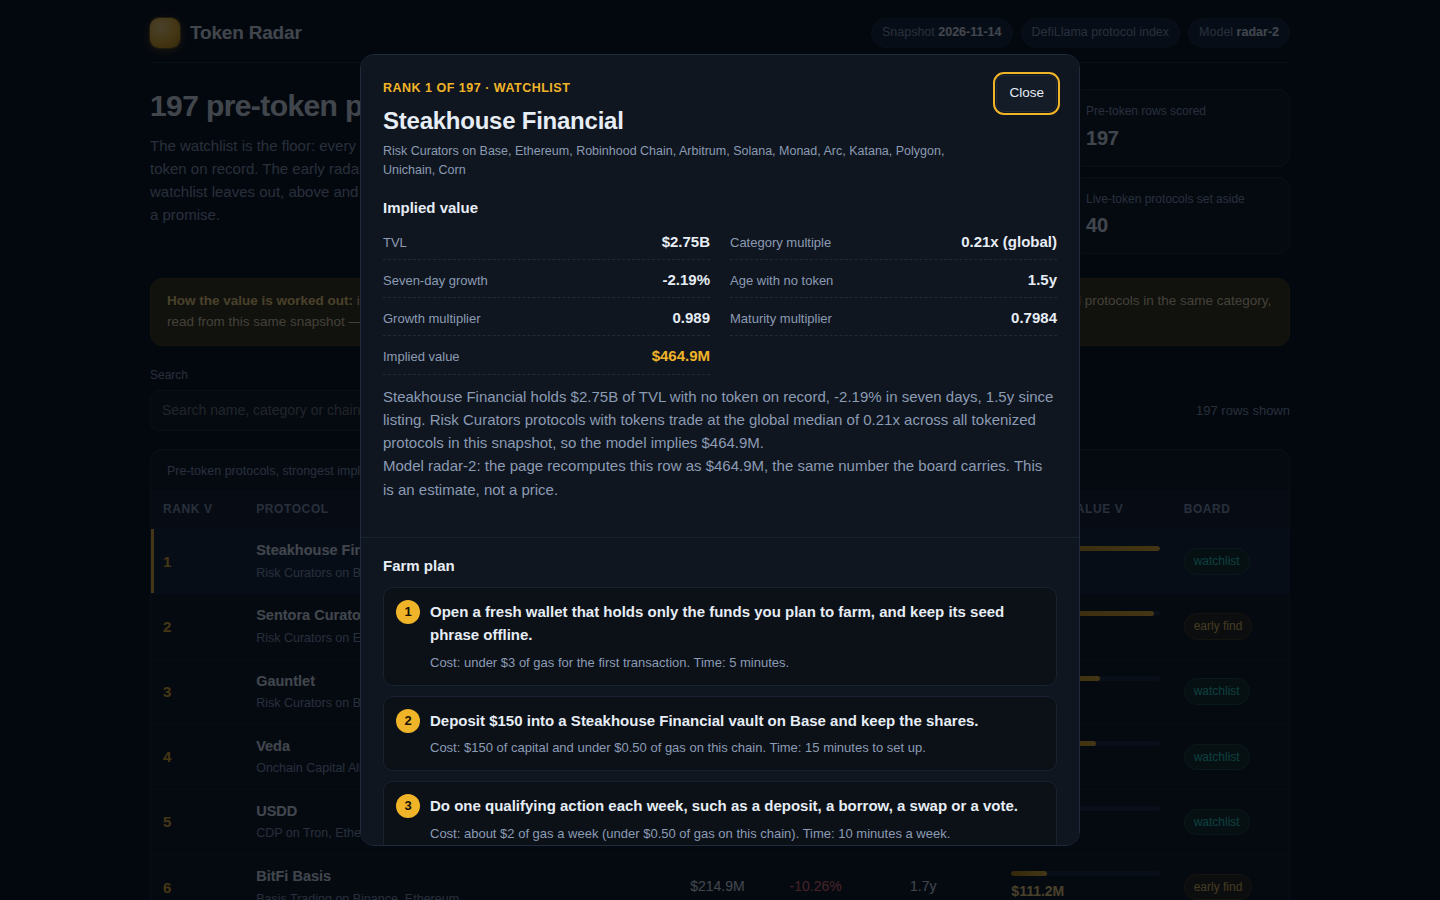 Token Radar
Snapshot 2026-11-14
DefiLlama protocol index
Model radar-2
197 pre-token p
The watchlist is the floor: every
token on record. The early rada
watchlist leaves out, above and
a promise.
Pre-token rows scored
197
Live-token protocols set aside
40
How the value is worked out: i
protocols in the same category,
read from this same snapshot —
Search
Search name, category or chain
197 rows shown
Pre-token protocols, strongest impl
RANK V
PROTOCOL
ALUE V
BOARD
1
Steakhouse Fir
Risk Curators on B
watchlist
2
Sentora Curato
Risk Curators on E
early find
3
Gauntlet
Risk Curators on B
watchlist
4
Veda
Onchain Capital Al
watchlist
5
USDD
CDP on Tron, Ethe
watchlist
6
BitFi Basis
Basis Trading on Binance, Ethereum
$214.9M
-10.26%
1.7y
$111.2M
early find
RANK 1 OF 197 · WATCHLIST
Close
Steakhouse Financial
Risk Curators on Base, Ethereum, Robinhood Chain, Arbitrum, Solana, Monad, Arc, Katana, Polygon,
Unichain, Corn
Implied value
TVL
$2.75B
Category multiple
0.21x (global)
Seven-day growth
-2.19%
Age with no token
1.5y
Growth multiplier
0.989
Maturity multiplier
0.7984
Implied value
$464.9M
Steakhouse Financial holds $2.75B of TVL with no token on record, -2.19% in seven days, 1.5y since
listing. Risk Curators protocols with tokens trade at the global median of 0.21x across all tokenized
protocols in this snapshot, so the model implies $464.9M.
Model radar-2: the page recomputes this row as $464.9M, the same number the board carries. This
is an estimate, not a price.
Farm plan
1
Open a fresh wallet that holds only the funds you plan to farm, and keep its seed
phrase offline.
Cost: under $3 of gas for the first transaction. Time: 5 minutes.
2
Deposit $150 into a Steakhouse Financial vault on Base and keep the shares.
Cost: $150 of capital and under $0.50 of gas on this chain. Time: 15 minutes to set up.
3
Do one qualifying action each week, such as a deposit, a borrow, a swap or a vote.
Cost: about $2 of gas a week (under $0.50 of gas on this chain). Time: 10 minutes a week.